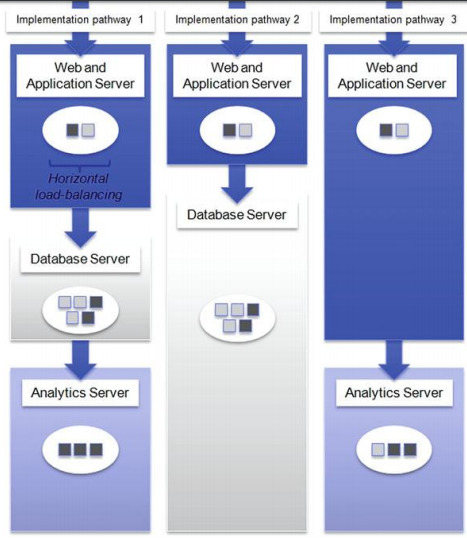 Implementation pathway 1
Implementation pathway 2
Implementation pathway 3
Web and
Application Server
Horizontal
load-balancing
Database Server
Analytics Server
Web and
Application Server
Database Server
Web and
Application Server
Analytics Server